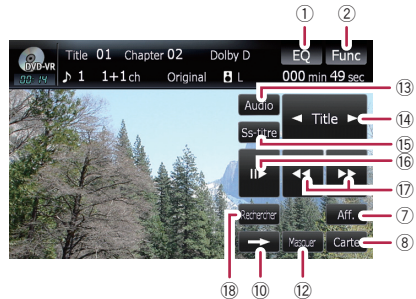 ① ②
DVD-VR Title 01 Chapter 02 Dolby D EQ Func
00:14 ♪ 1 1+1 ch Original L 000 min 49 sec
Audio ⑬
◄ Title ► ⑭
Ss-titre ⑮
⑯
⑰
Rechercher Aff. ⑦
Masquer Carte ⑧
⑱ ⑩ ⑫